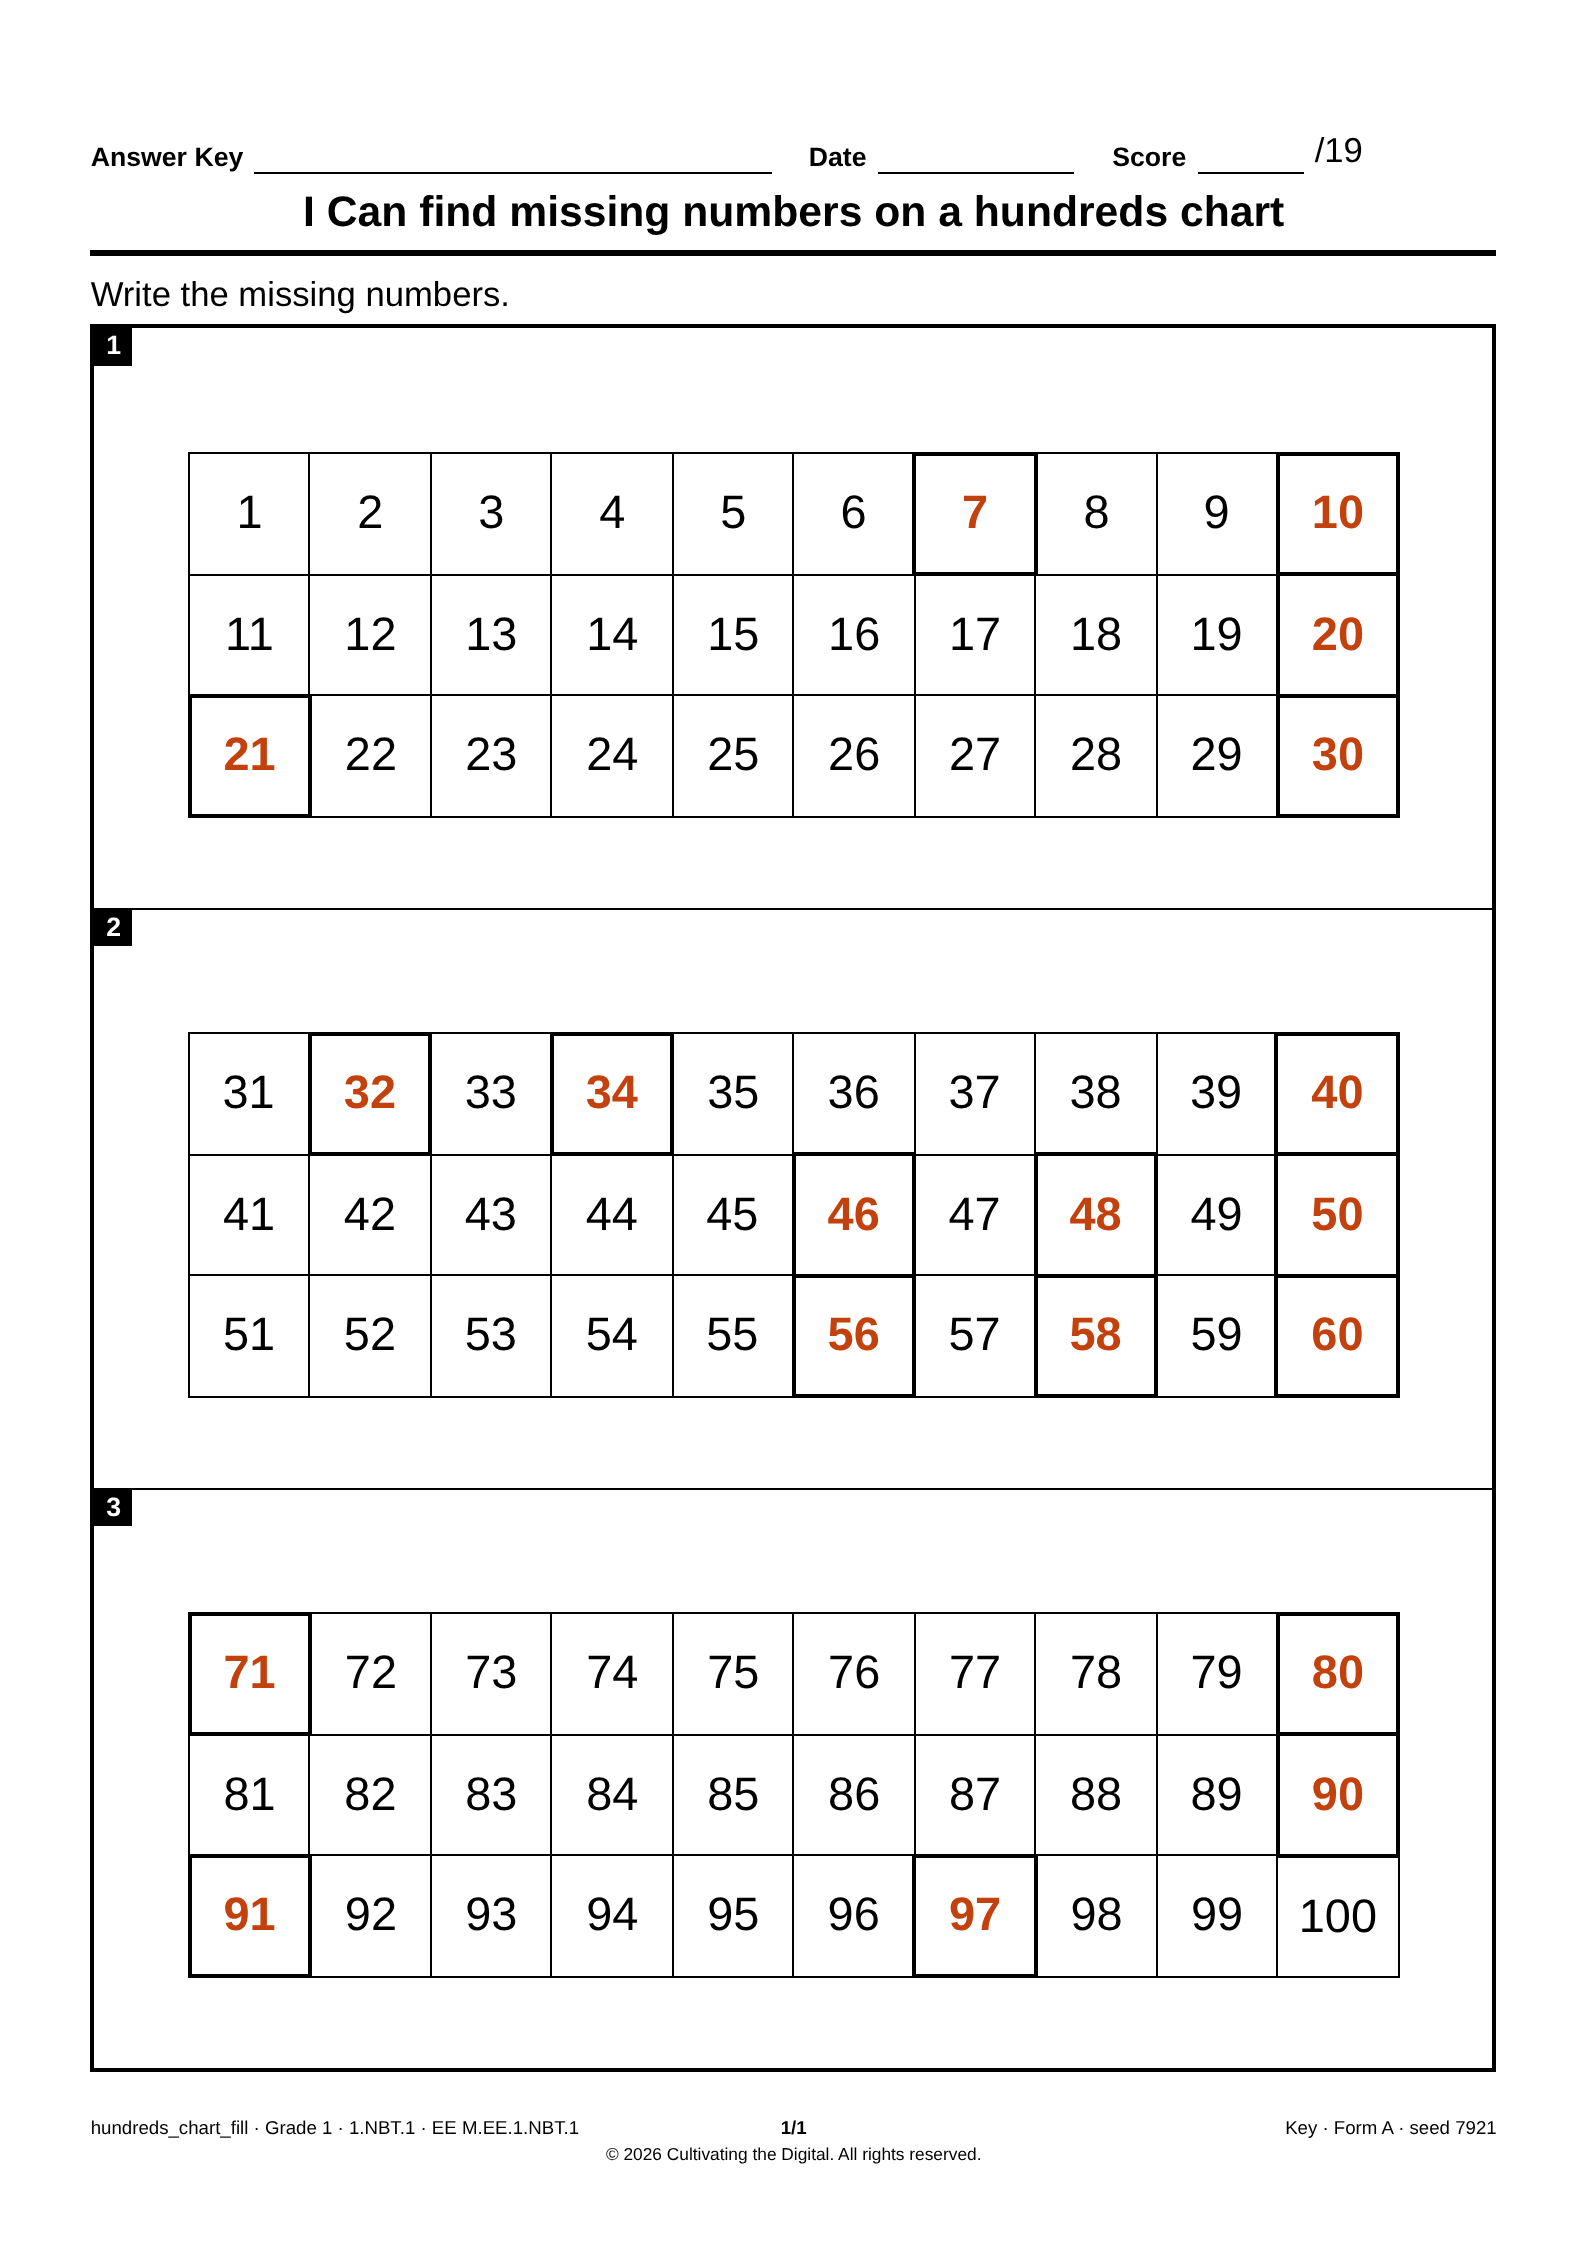 Answer Key Date Score /19
I Can find missing numbers on a hundreds chart
Write the missing numbers.
1
1 2 3 4 5 6 7 8 9 10
11 12 13 14 15 16 17 18 19 20
21 22 23 24 25 26 27 28 29 30
2
31 32 33 34 35 36 37 38 39 40
41 42 43 44 45 46 47 48 49 50
51 52 53 54 55 56 57 58 59 60
3
71 72 73 74 75 76 77 78 79 80
81 82 83 84 85 86 87 88 89 90
91 92 93 94 95 96 97 98 99 100
hundreds_chart_fill · Grade 1 · 1.NBT.1 · EE M.EE.1.NBT.1 1/1 Key · Form A · seed 7921
© 2026 Cultivating the Digital. All rights reserved.